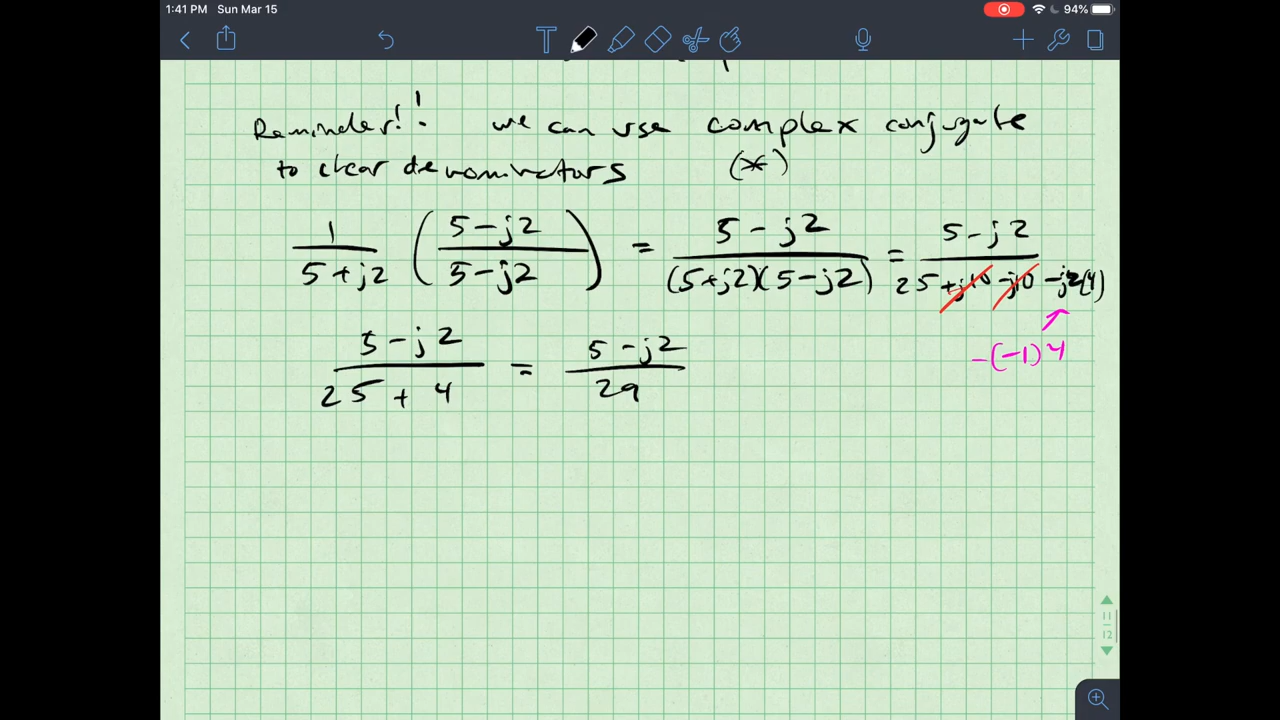 1:41 PM Sun Mar 15
94%
Reminder!! we can use complex conjugate
to clear denominators (*)
1/(5+j2) ((5-j2)/(5-j2)) = (5-j2)/((5+j2)(5-j2)) = (5-j2)/(25+j10-j10-j²(4))
-(-1)4
(5-j2)/(25+4) = (5-j2)/29
11
12